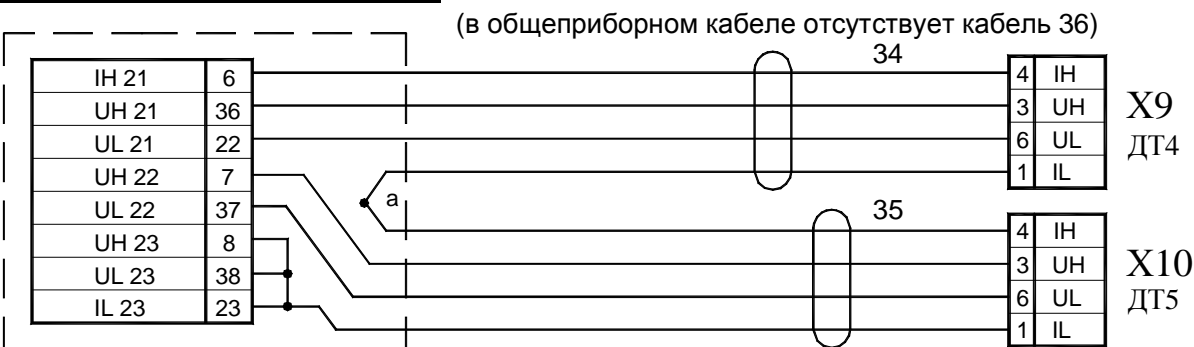 (в общеприборном кабеле отсутствует кабель 36)
34
IH 21 6
UH 21 36
UL 21 22
UH 22 7
UL 22 37
UH 23 8
UL 23 38
IL 23 23
4 IH
3 UH
6 UL
1 IL
X9
ДТ4
a
35
4 IH
3 UH
6 UL
1 IL
X10
ДТ5